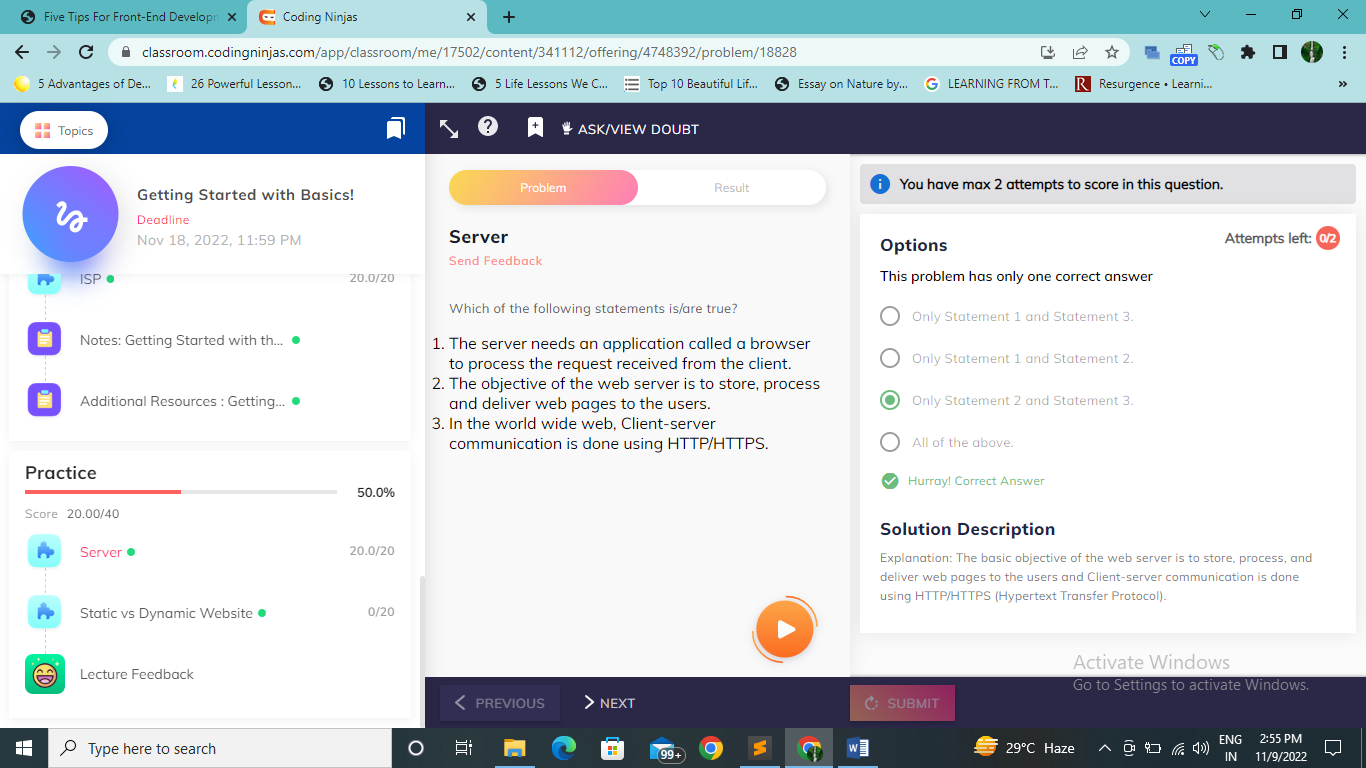 Five Tips For Front-End Developm
Coding Ninjas
classroom.codingninjas.com/app/classroom/me/17502/content/341112/offering/4748392/problem/18828
COPY
5 Advantages of De...
26 Powerful Lesson...
10 Lessons to Learn...
5 Life Lessons We C...
Top 10 Beautiful Lif...
Essay on Nature by...
LEARNING FROM T...
Resurgence • Learni...
Topics
ASK/VIEW DOUBT
Getting Started with Basics!
Deadline
Nov 18, 2022, 11:59 PM
ISP
20.0/20
Notes: Getting Started with th...
Additional Resources : Getting...
Practice
50.0%
Score 20.00/40
Server
20.0/20
Static vs Dynamic Website
0/20
Lecture Feedback
Problem
Result
Server
Send Feedback
Which of the following statements is/are true?
1. The server needs an application called a browser
to process the request received from the client.
2. The objective of the web server is to store, process
and deliver web pages to the users.
3. In the world wide web, Client-server
communication is done using HTTP/HTTPS.
You have max 2 attempts to score in this question.
Options
Attempts left: 0/2
This problem has only one correct answer
Only Statement 1 and Statement 3.
Only Statement 1 and Statement 2.
Only Statement 2 and Statement 3.
All of the above.
Hurray! Correct Answer
Solution Description
Explanation: The basic objective of the web server is to store, process, and
deliver web pages to the users and Client-server communication is done
using HTTP/HTTPS (Hypertext Transfer Protocol).
Activate Windows
Go to Settings to activate Windows.
PREVIOUS
NEXT
SUBMIT
Type here to search
99+
29°C Haze
ENG
IN
2:55 PM
11/9/2022